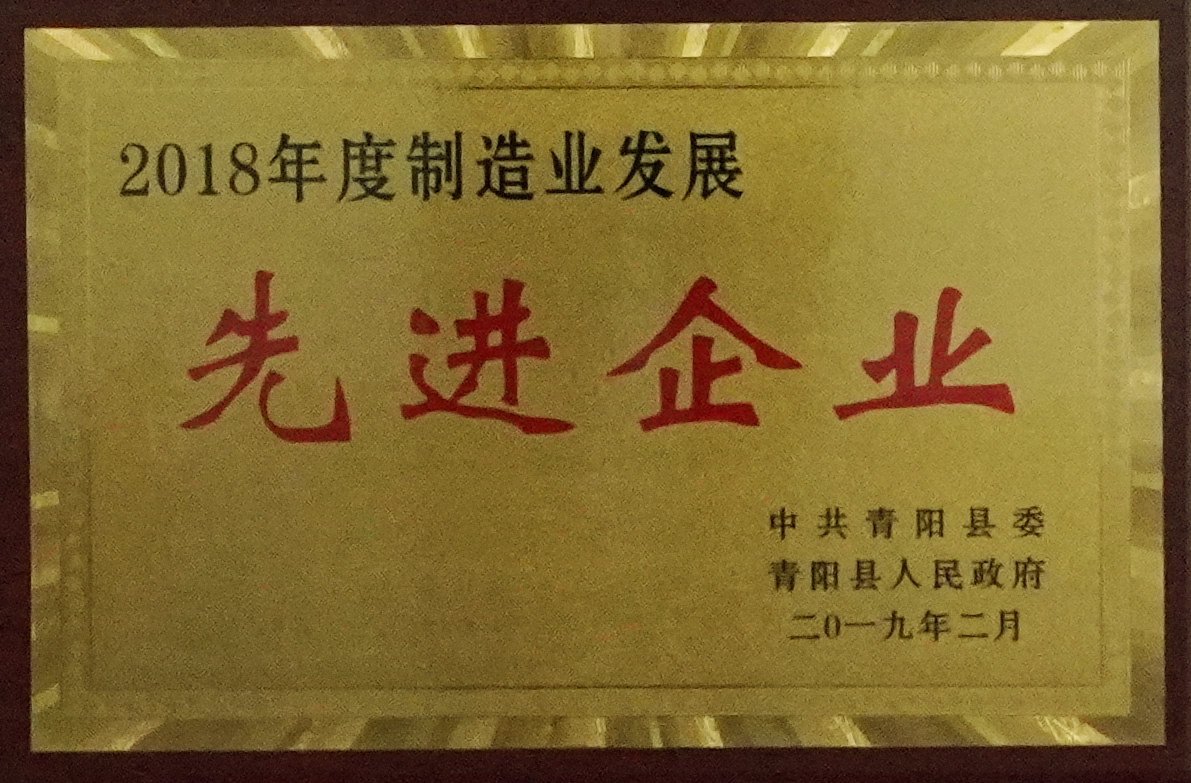 2018年度制造业发展
先进企业
中共青阳县委
青阳县人民政府
二0一九年二月